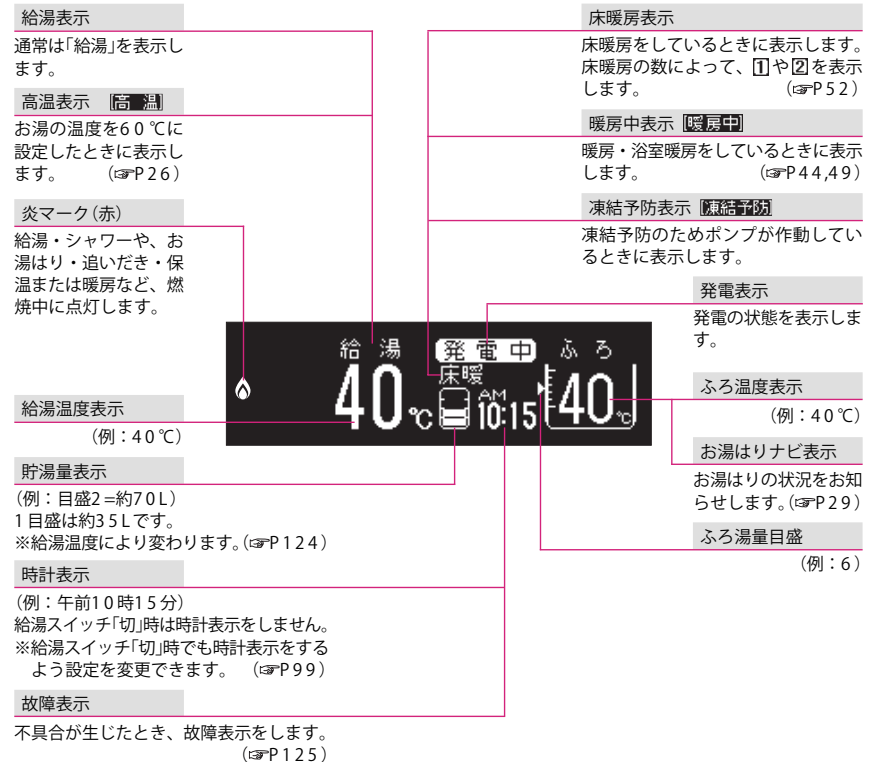 給湯表示
通常は「給湯」を表示し
ます。
高温表示 高 温
お湯の温度を60℃に
設定したときに表示し
ます。 (☞P26)
炎マーク(赤)
給湯・シャワーや、お
湯はり・追いだき・保
温または暖房など、燃
焼中に点灯します。
給湯温度表示
(例:40℃)
貯湯量表示
(例:目盛2=約70L)
1目盛は約35Lです。
※給湯温度により変わります。(☞P124)
時計表示
(例:午前10時15分)
給湯スイッチ「切」時は時計表示をしません。
※給湯スイッチ「切」時でも時計表示をする
よう設定を変更できます。 (☞P99)
故障表示
不具合が生じたとき、故障表示をします。
(☞P125)
給 湯 発 電 中 ふ ろ
床暖
40℃ AM 10:15 40℃
床暖房表示
床暖房をしているときに表示します。
床暖房の数によって、1や2を表示
します。 (☞P52)
暖房中表示 暖房中
暖房・浴室暖房をしているときに表示
します。 (☞P44,49)
凍結予防表示 凍結予防
凍結予防のためポンプが作動してい
るときに表示します。
発電表示
発電の状態を表示しま
す。
ふろ温度表示
(例:40℃)
お湯はりナビ表示
お湯はりの状況をお知
らせします。(☞P29)
ふろ湯量目盛
(例:6)